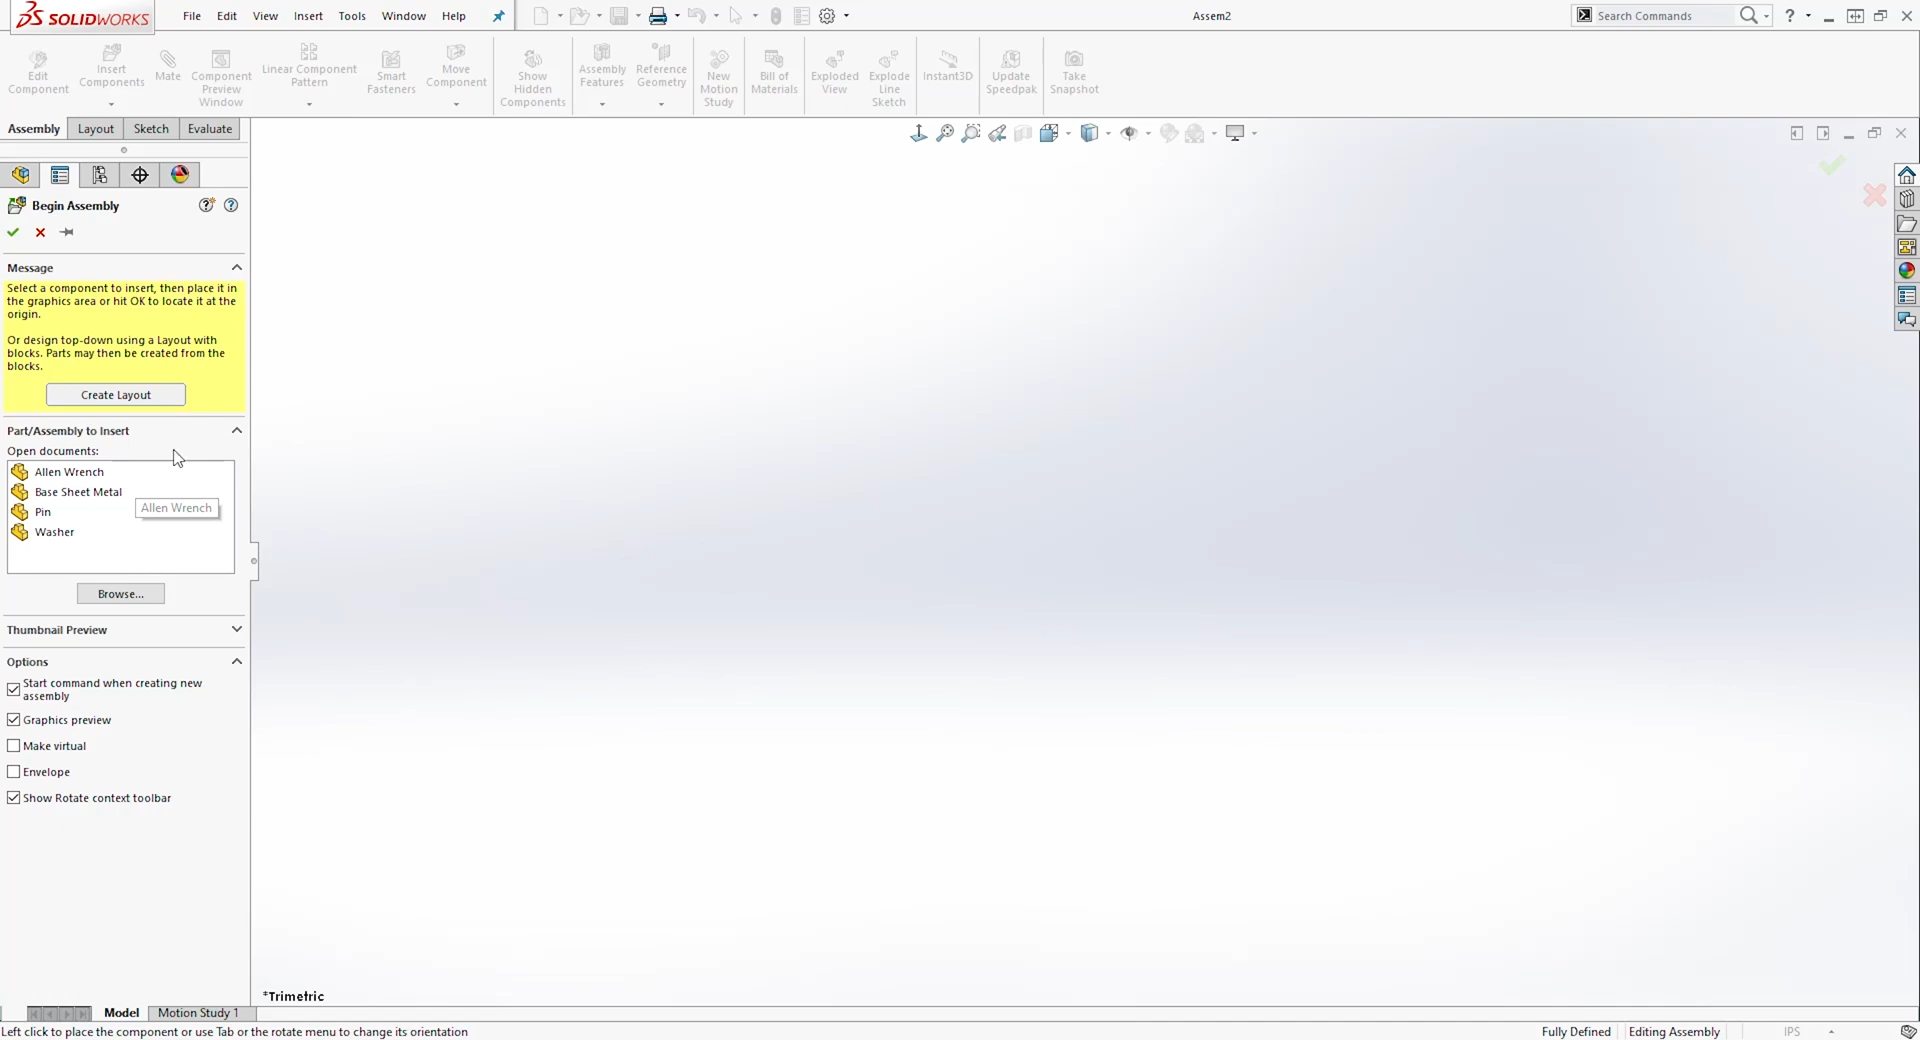 SOLIDWORKS
File Edit View Insert Tools Window Help
Assem2
Search Commands
?
Edit Component
Insert Components
Mate
Component Preview Window
Linear Component Pattern
Smart Fasteners
Move Component
Show Hidden Components
Assembly Features
Reference Geometry
New Motion Study
Bill of Materials
Exploded View
Explode Line Sketch
Instant3D
Update Speedpak
Take Snapshot
Assembly Layout Sketch Evaluate
Begin Assembly
Message
Select a component to insert, then place it in
the graphics area or hit OK to locate it at the
origin.
Or design top-down using a Layout with
blocks. Parts may then be created from the
blocks.
Create Layout
Part/Assembly to Insert
Open documents:
Allen Wrench
Base Sheet Metal
Allen Wrench
Pin
Washer
Browse...
Thumbnail Preview
Options
Start command when creating new
assembly
Graphics preview
Make virtual
Envelope
Show Rotate context toolbar
*Trimetric
Model Motion Study 1
Left click to place the component or use Tab or the rotate menu to change its orientation
Fully Defined Editing Assembly IPS